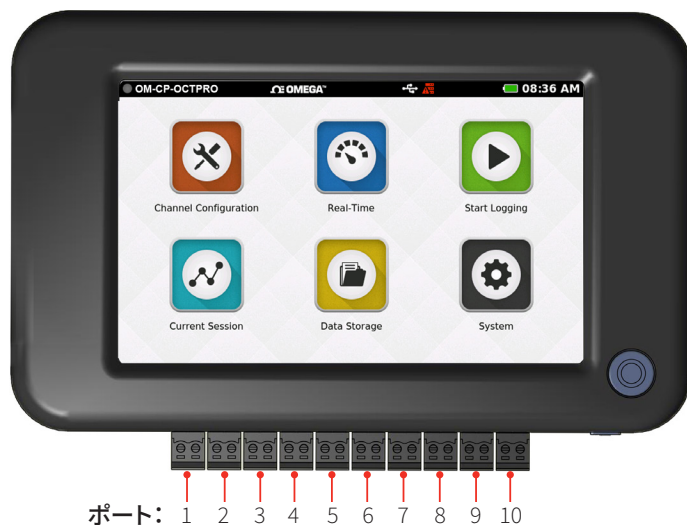 OM-CP-OCTPRO OMEGA™ 08:36 AM
Channel Configuration Real-Time Start Logging
Current Session Data Storage System
ポート: 1 2 3 4 5 6 7 8 9 10